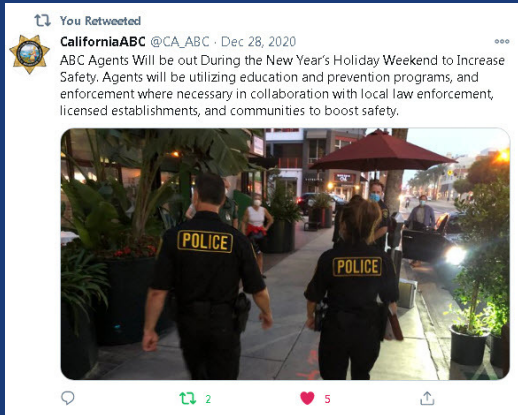 You Retweeted
CaliforniaABC @CA_ABC · Dec 28, 2020
ABC Agents Will be out During the New Year's Holiday Weekend to Increase
Safety. Agents will be utilizing education and prevention programs, and
enforcement where necessary in collaboration with local law enforcement,
licensed establishments, and communities to boost safety.
POLICE
POLICE
2
5